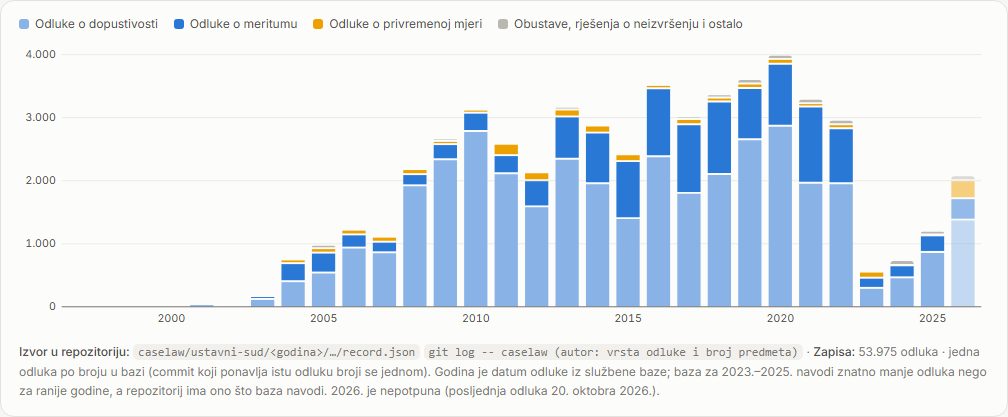 Odluke o dopustivosti Odluke o meritumu Odluke o privremenoj mjeri Obustave, rješenja o neizvršenju i ostalo
4.000
3.000
2.000
1.000
0
2000 2005 2010 2015 2020 2025
Izvor u repozitoriju: caselaw/ustavni-sud/<godina>/…/record.json git log -- caselaw (autor: vrsta odluke i broj predmeta) · Zapisa: 53.975 odluka · jedna
odluka po broju u bazi (commit koji ponavlja istu odluku broji se jednom). Godina je datum odluke iz službene baze; baza za 2023.–2025. navodi znatno manje odluka nego
za ranije godine, a repozitorij ima ono što baza navodi. 2026. je nepotpuna (posljednja odluka 20. oktobra 2026.).